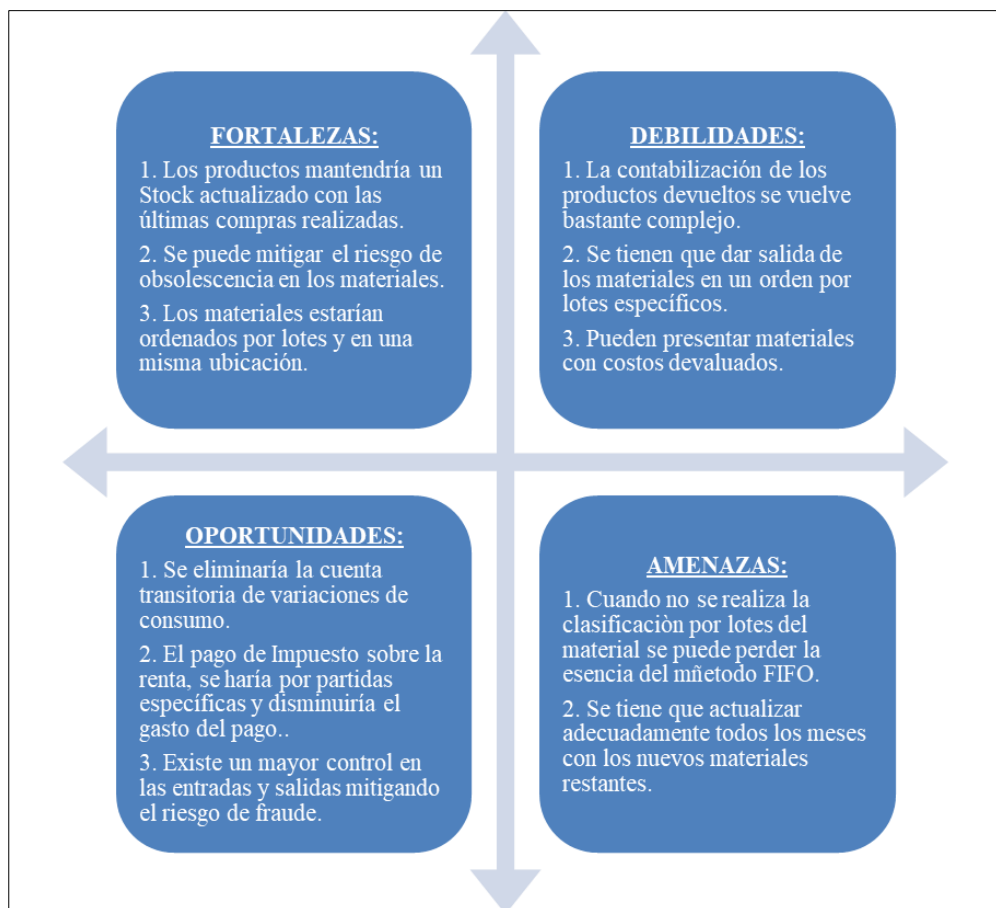 FORTALEZAS:
1. Los productos mantendría un
Stock actualizado con las
últimas compras realizadas.
2. Se puede mitigar el riesgo de
obsolescencia en los materiales.
3. Los materiales estarían
ordenados por lotes y en una
misma ubicación.
DEBILIDADES:
1. La contabilización de los
productos devueltos se vuelve
bastante complejo.
2. Se tienen que dar salida de
los materiales en un orden por
lotes específicos.
3. Pueden presentar materiales
con costos devaluados.
OPORTUNIDADES:
1. Se eliminaría la cuenta
transitoria de variaciones de
consumo.
2. El pago de Impuesto sobre la
renta, se haría por partidas
específicas y disminuiría el
gasto del pago..
3. Existe un mayor control en
las entradas y salidas mitigando
el riesgo de fraude.
AMENAZAS:
1. Cuando no se realiza la
clasificaciòn por lotes del
material se puede perder la
esencia del mñetodo FIFO.
2. Se tiene que actualizar
adecuadamente todos los meses
con los nuevos materiales
restantes.